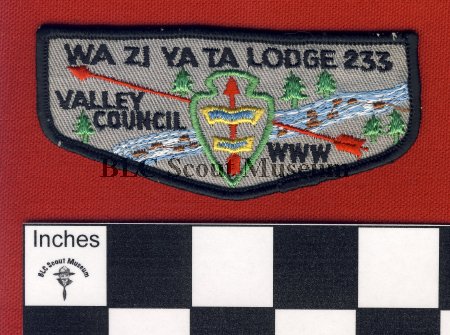 WA ZI YA TA LODGE 233
VALLEY
COUNCIL
WWW
BLC Scout Museum
Inches
BLC Scout Museum